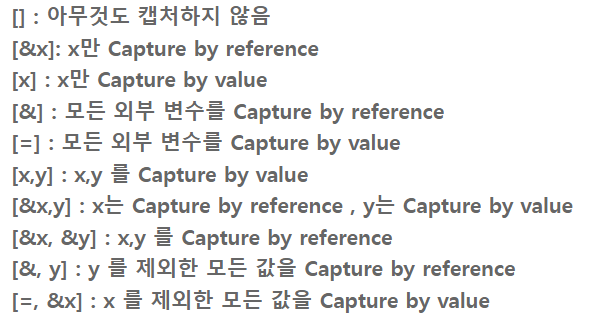 [] : 아무것도 캡처하지 않음
[&x]: x만 Capture by reference
[x] : x만 Capture by value
[&] : 모든 외부 변수를 Capture by reference
[=] : 모든 외부 변수를 Capture by value
[x,y] : x,y 를 Capture by value
[&x,y] : x는 Capture by reference , y는 Capture by value
[&x, &y] : x,y 를 Capture by reference
[&, y] : y 를 제외한 모든 값을 Capture by reference
[=, &x] : x 를 제외한 모든 값을 Capture by value